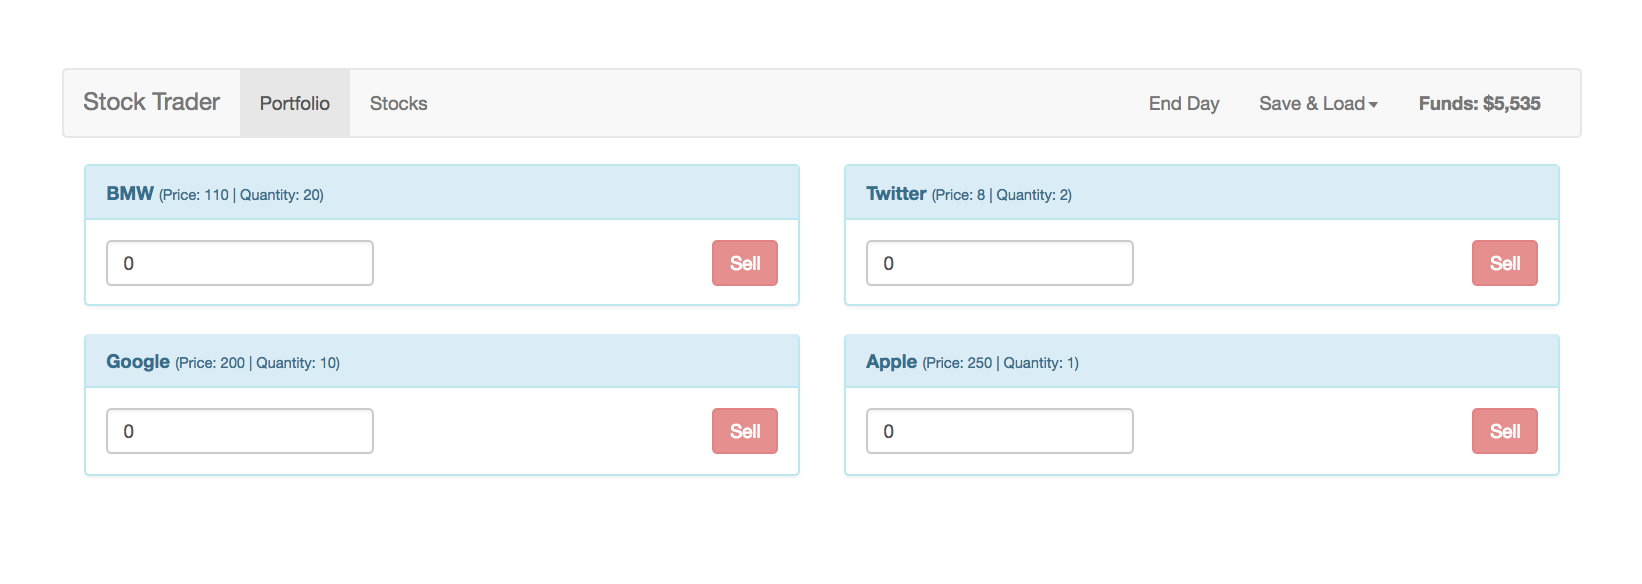 Stock Trader Portfolio Stocks End Day Save & Load Funds: $5,535
BMW (Price: 110 | Quantity: 20)
0 Sell
Twitter (Price: 8 | Quantity: 2)
0 Sell
Google (Price: 200 | Quantity: 10)
0 Sell
Apple (Price: 250 | Quantity: 1)
0 Sell